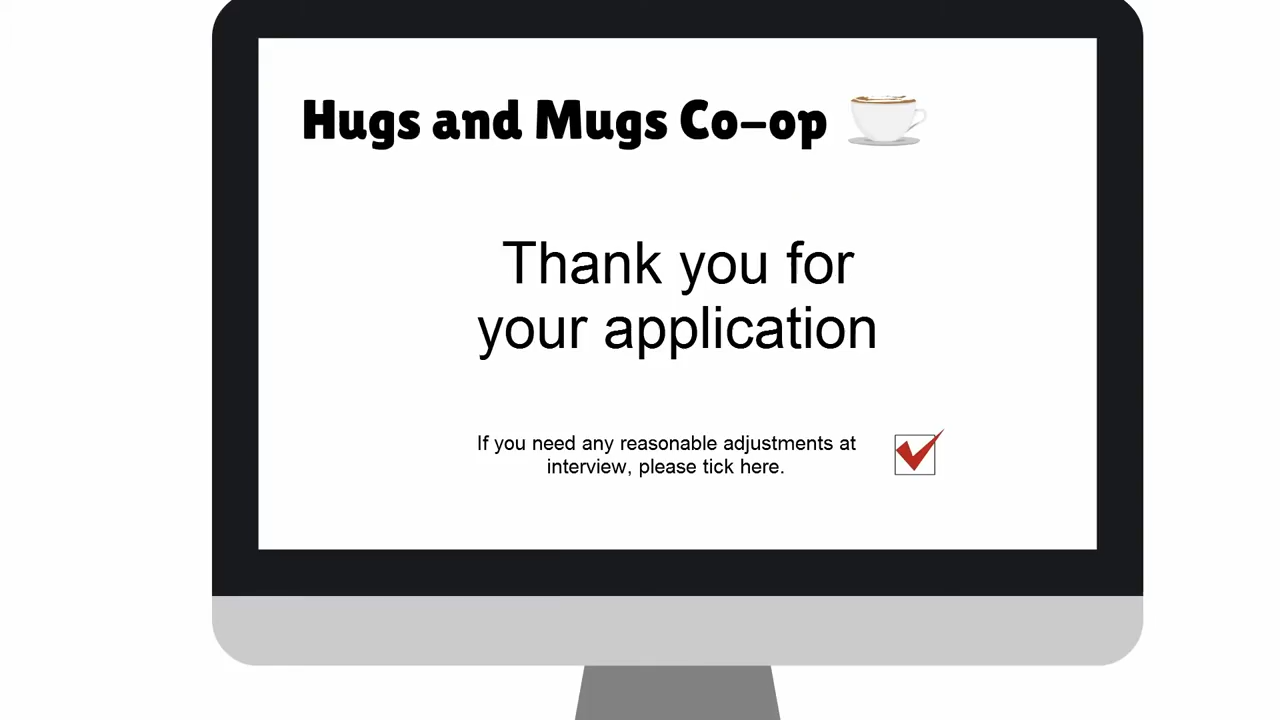 Hugs and Mugs Co-op
Thank you for
your application
If you need any reasonable adjustments at
interview, please tick here.